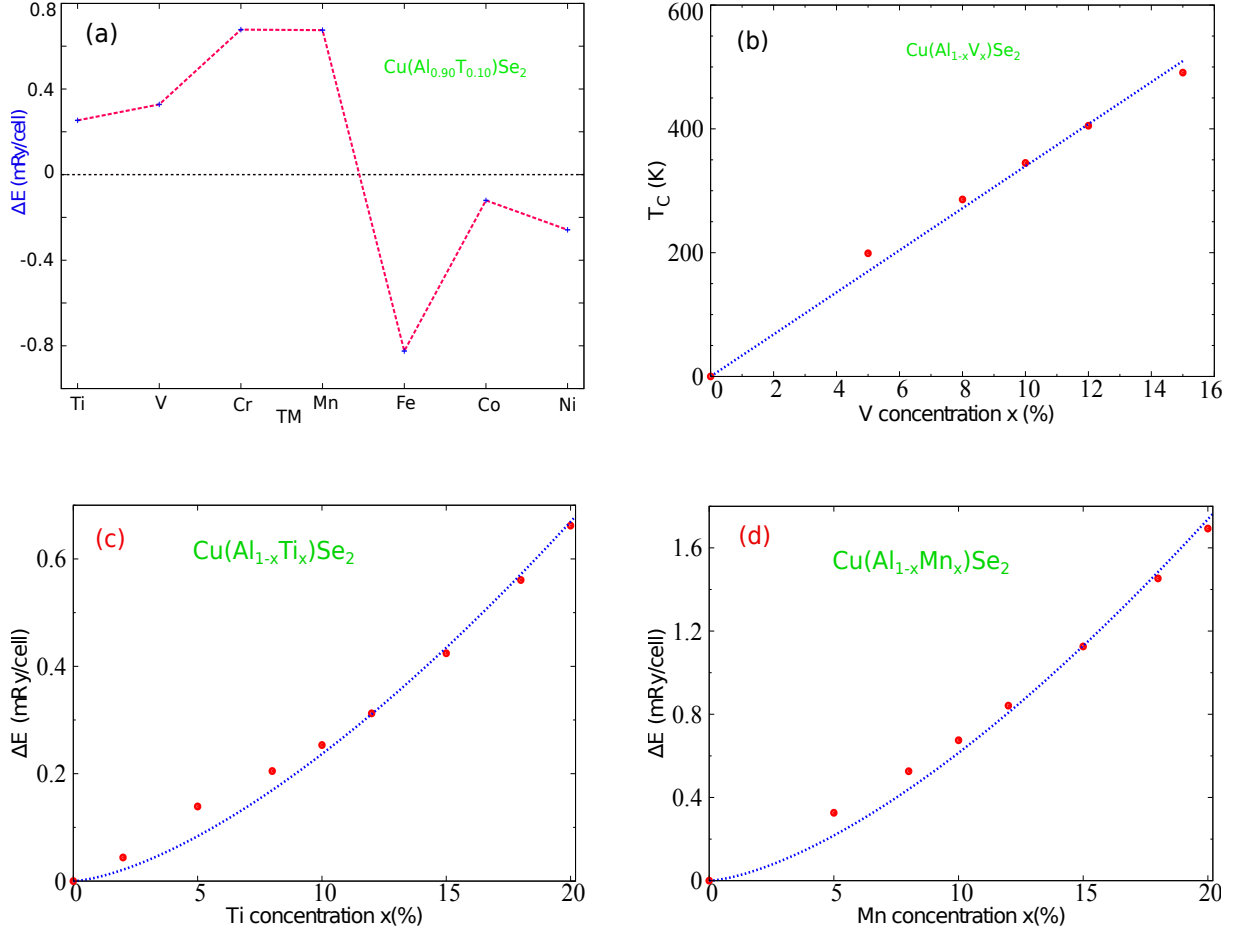 (a)
Cu(Al0.90T0.10)Se2
ΔE (mRy/cell)
0.8
0.4
0
-0.4
-0.8
Ti V Cr Mn Fe Co Ni
TM
(b)
Cu(Al1-xVx)Se2
TC (K)
600
400
200
0
0 2 4 6 8 10 12 14 16
V concentration x (%)
(c)
Cu(Al1-xTix)Se2
ΔE (mRy/cell)
0.6
0.4
0.2
0
0 5 10 15 20
Ti concentration x(%)
(d)
Cu(Al1-xMnx)Se2
ΔE (mRy/cell)
1.6
1.2
0.8
0.4
0
0 5 10 15 20
Mn concentration x(%)